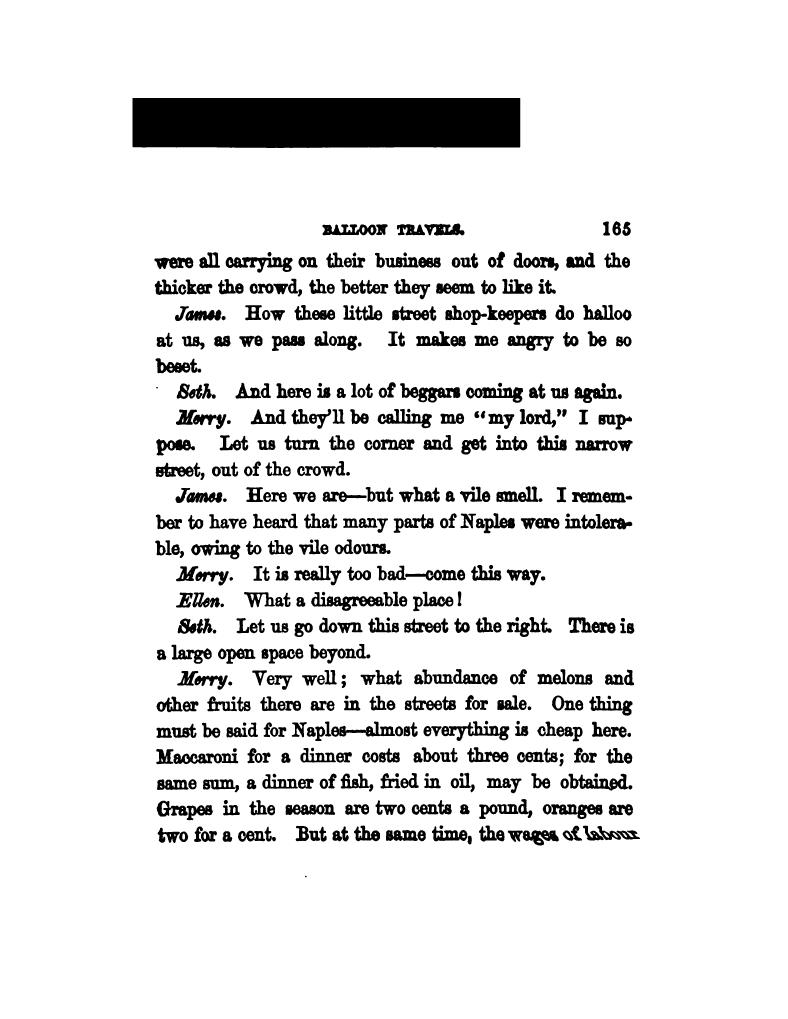 BALLOON TRAVELS. 165
were all carrying on their business out of doors, and the
thicker the crowd, the better they seem to like it.
James. How these little street shop-keepers do halloo
at us, as we pass along. It makes me angry to be so
beset.
Seth. And here is a lot of beggars coming at us again.
Merry. And they'll be calling me "my lord," I sup-
pose. Let us turn the corner and get into this narrow
street, out of the crowd.
James. Here we are—but what a vile smell. I remem-
ber to have heard that many parts of Naples were intolera-
ble, owing to the vile odours.
Merry. It is really too bad—come this way.
Ellen. What a disagreeable place!
Seth. Let us go down this street to the right. There is
a large open space beyond.
Merry. Very well; what abundance of melons and
other fruits there are in the streets for sale. One thing
must be said for Naples—almost everything is cheap here.
Maccaroni for a dinner costs about three cents; for the
same sum, a dinner of fish, fried in oil, may be obtained.
Grapes in the season are two cents a pound, oranges are
two for a cent. But at the same time, the wages of labour